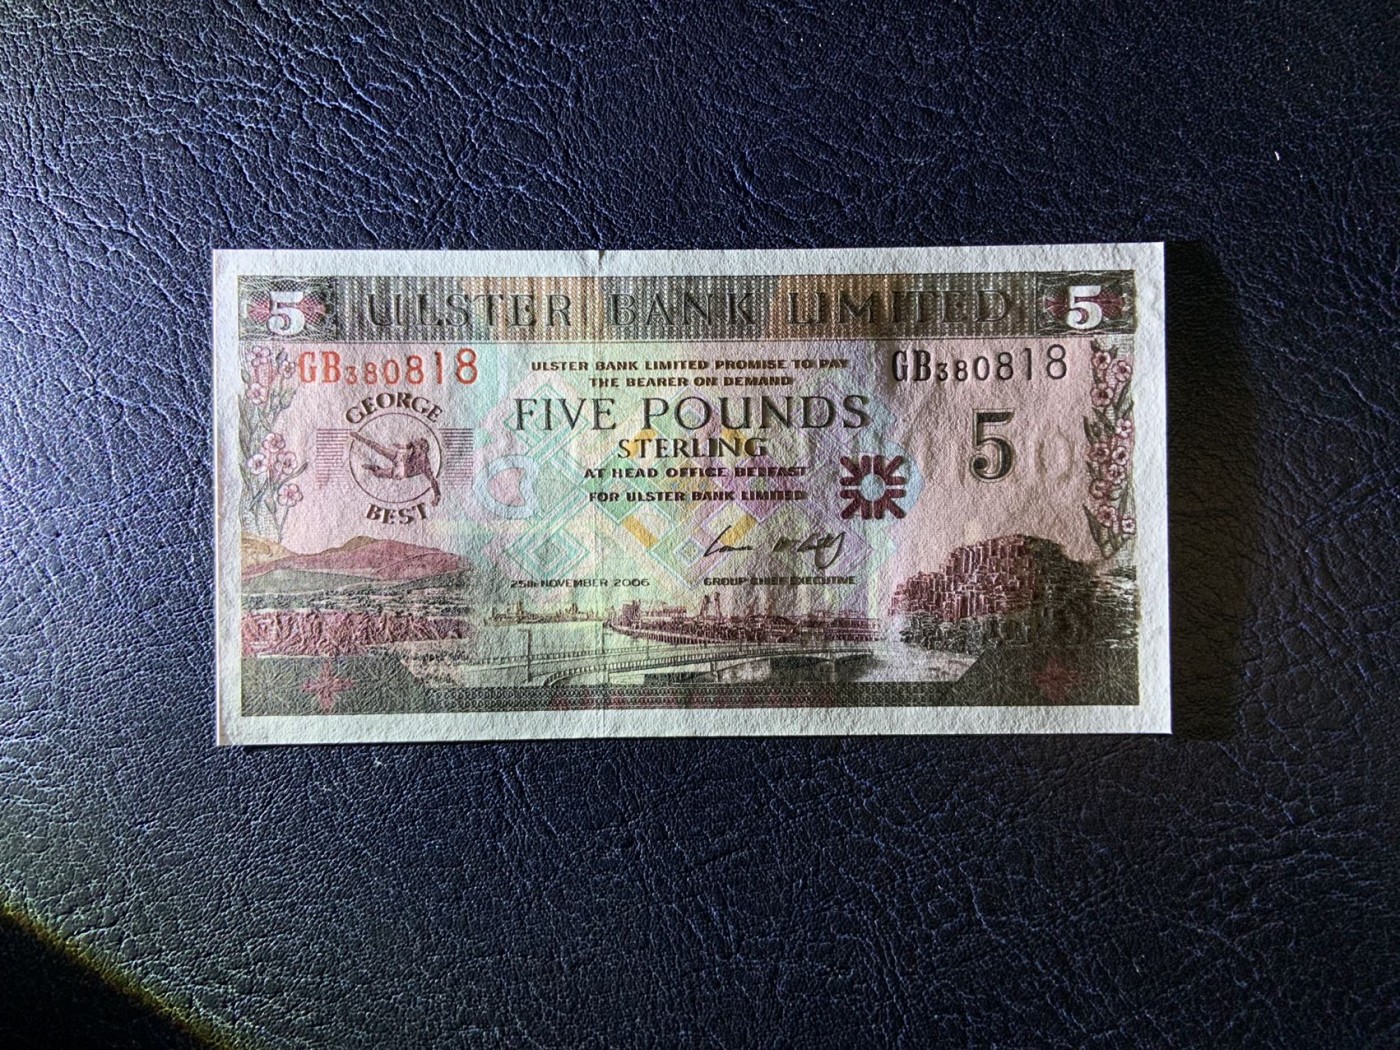 5 ULSTER BANK LIMITED 5
GB380818 GB380818
ULSTER BANK LIMITED PROMISE TO PAY
THE BEARER ON DEMAND
GEORGE
BEST
FIVE POUNDS
5
STERLING
AT HEAD OFFICE BELFAST
FOR ULSTER BANK LIMITED
25th NOVEMBER 2006 GROUP CHIEF EXECUTIVE